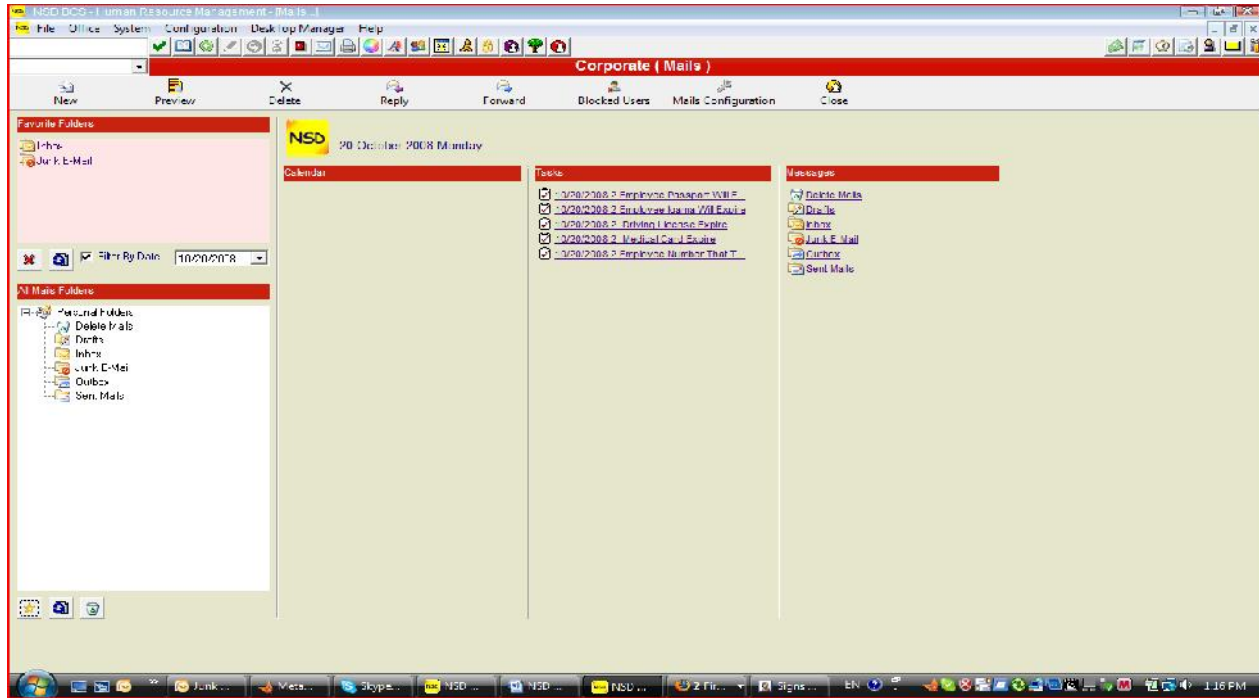 NSD BCS - Human Resource Management - [Mails ..]
File Office System Configuration DeskTop Manager Help
Corporate ( Mails )
New Preview Delete Reply Forward Blocked Users Mails Configuration Close
Favorite Folders
Inbox
Junk E-Mail
NSD
20 October 2008 Monday
Calendar
Tasks
10/20/2008 2 Employee Passport Will E...
10/20/2008 2 Employee Iqama Will Expire
10/20/2008 2 Driving License Expire
10/20/2008 2 Medical Card Expire
10/20/2008 2 Employee Number That T...
Messages
Delete Mails
Drafts
Inbox
Junk E-Mail
Outbox
Sent Mails
Filter By Date 10/20/2008
All Mails Folders
Personal Folders
Delete Mails
Drafts
Inbox
Junk E-Mail
Outbox
Sent Mails
Junk ... Meta... Skype... NSD ... NSD ... NSD ... 2 Fir... Signs ... EN 1:16 PM